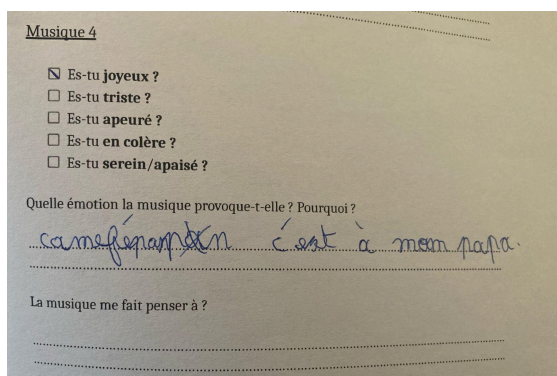 Musique 4
Es-tu joyeux ?
Es-tu triste ?
Es-tu apeuré ?
Es-tu en colère ?
Es-tu serein/apaisé ?
Quelle émotion la musique provoque-t-elle ? Pourquoi ?
c'est à mom papa.
La musique me fait penser à ?